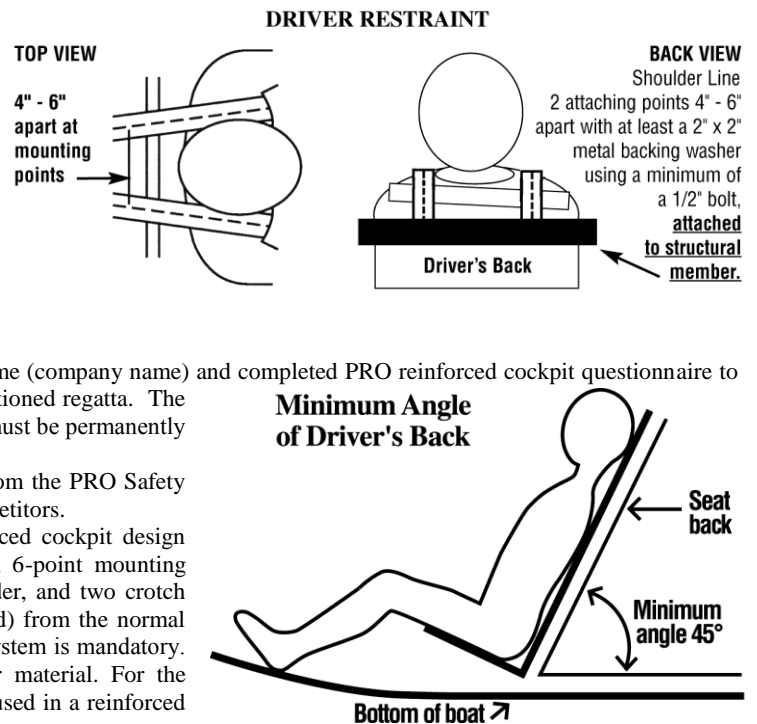 DRIVER RESTRAINT
TOP VIEW
4" - 6"
apart at
mounting
points
BACK VIEW
Shoulder Line
2 attaching points 4" - 6"
apart with at least a 2" x 2"
metal backing washer
using a minimum of
a 1/2" bolt,
attached
to structural
member.
Driver's Back
me (company name) and completed PRO reinforced cockpit questionnaire to
tioned regatta. The
must be permanently
om the PRO Safety
etitors.
ced cockpit design
6-point mounting
der, and two crotch
d) from the normal
ystem is mandatory.
r material. For the
used in a reinforced
Minimum Angle
of Driver's Back
Seat
back
Minimum
angle 45°
Bottom of boat